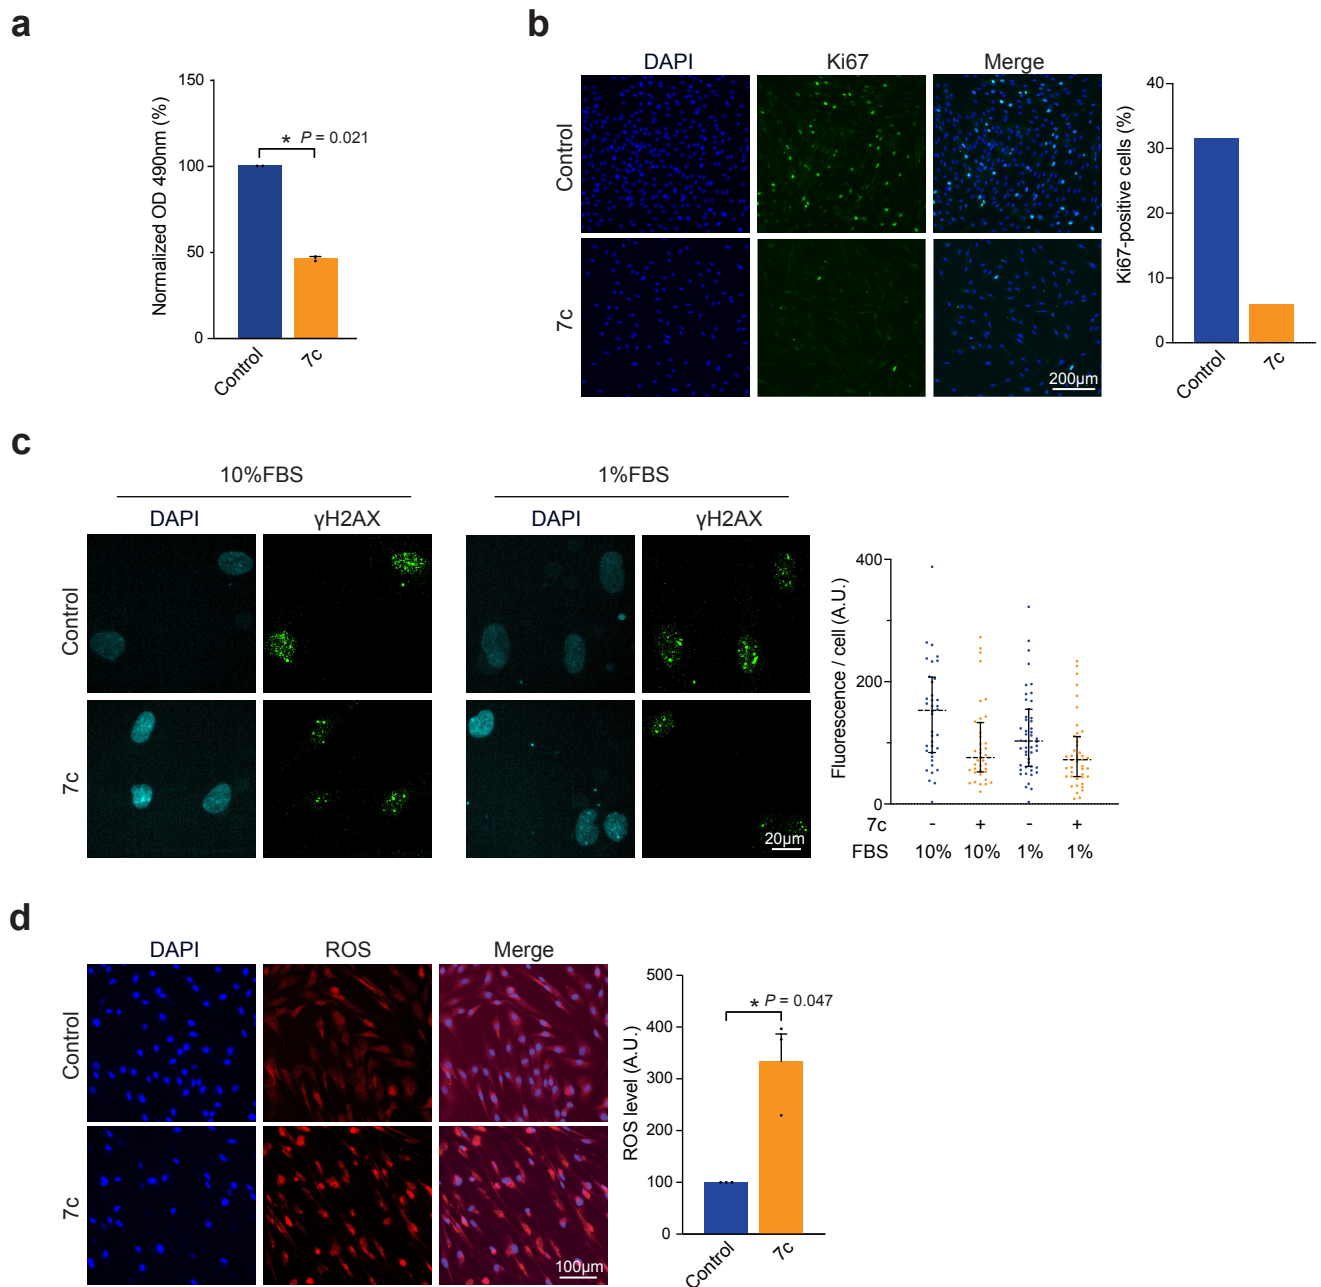 a
Normalized OD 490nm (%)
150
100
50
0
* P = 0.021
Control
7c
b
DAPI
Ki67
Merge
Control
7c
200µm
Ki67-positive cells (%)
40
30
20
10
0
Control
7c
c
10%FBS
1%FBS
DAPI
γH2AX
DAPI
γH2AX
Control
7c
20µm
Fluorescence / cell (A.U.)
400
200
0
7c - + - +
FBS 10% 10% 1% 1%
d
DAPI
ROS
Merge
Control
7c
100µm
ROS level (A.U.)
500
400
300
200
100
0
* P = 0.047
Control
7c